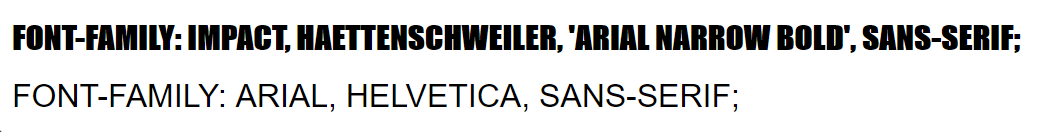 FONT-FAMILY: IMPACT, HAETTENSCHWEILER, 'ARIAL NARROW BOLD', SANS-SERIF;
FONT-FAMILY: ARIAL, HELVETICA, SANS-SERIF;